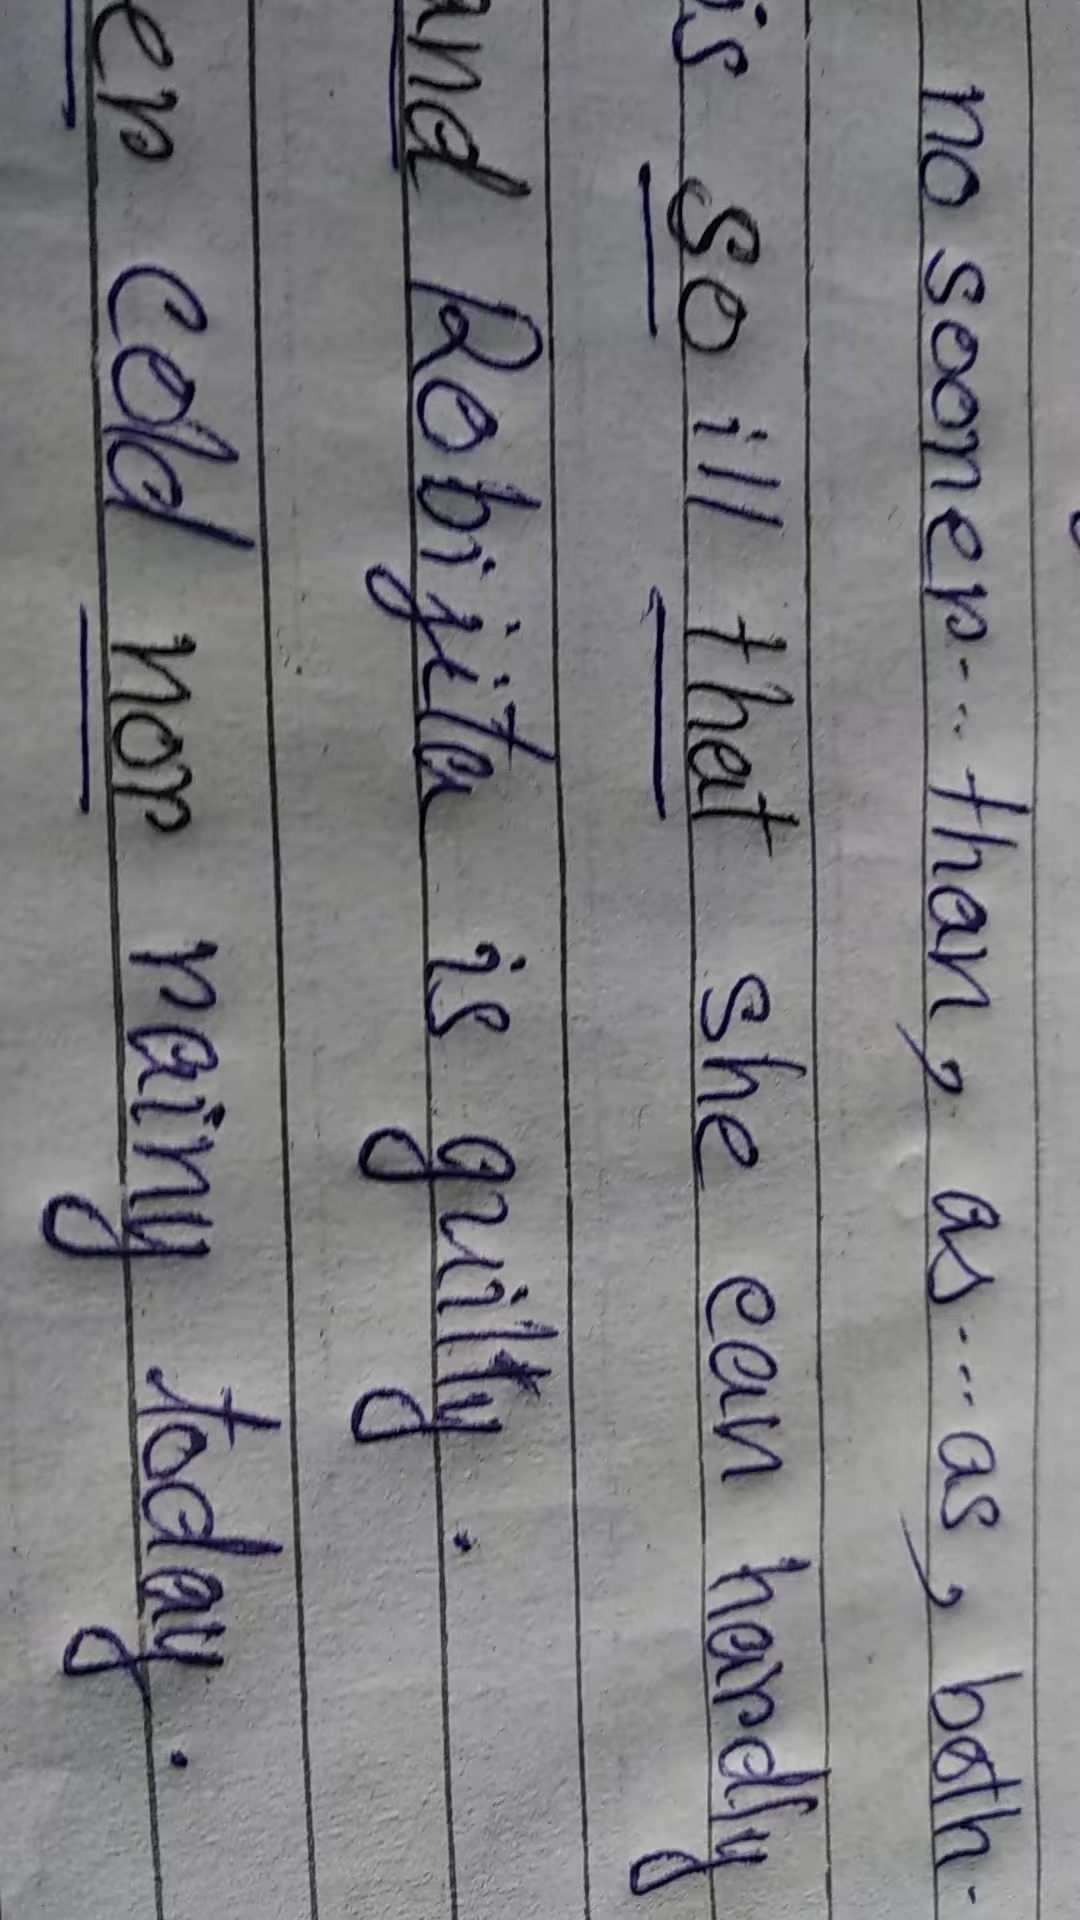 no sooner... than, as...as, both.
is so ill that she can hardly
and Robijita is guilty.
er cold nor rainy today.